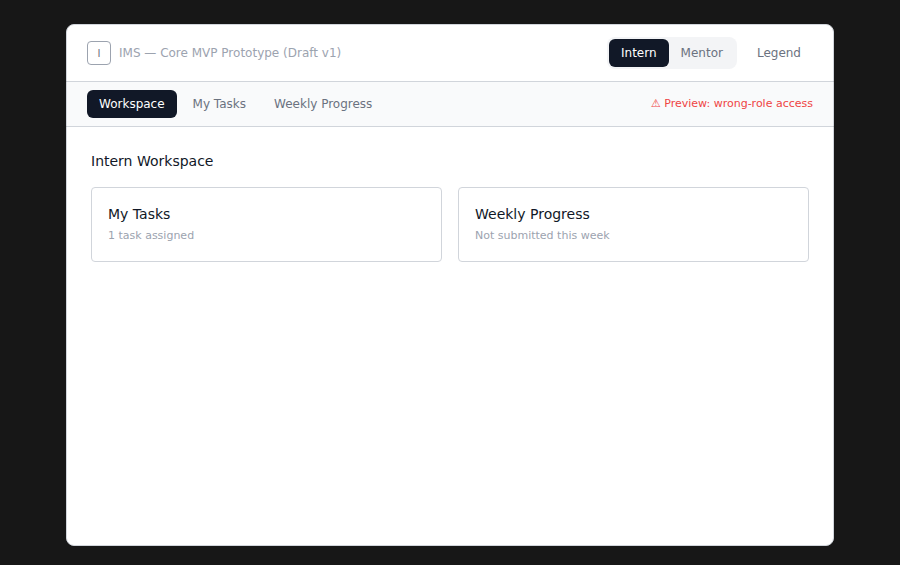 I IMS — Core MVP Prototype (Draft v1) Intern Mentor Legend
Workspace My Tasks Weekly Progress ⚠ Preview: wrong-role access
Intern Workspace
My Tasks Weekly Progress
1 task assigned Not submitted this week